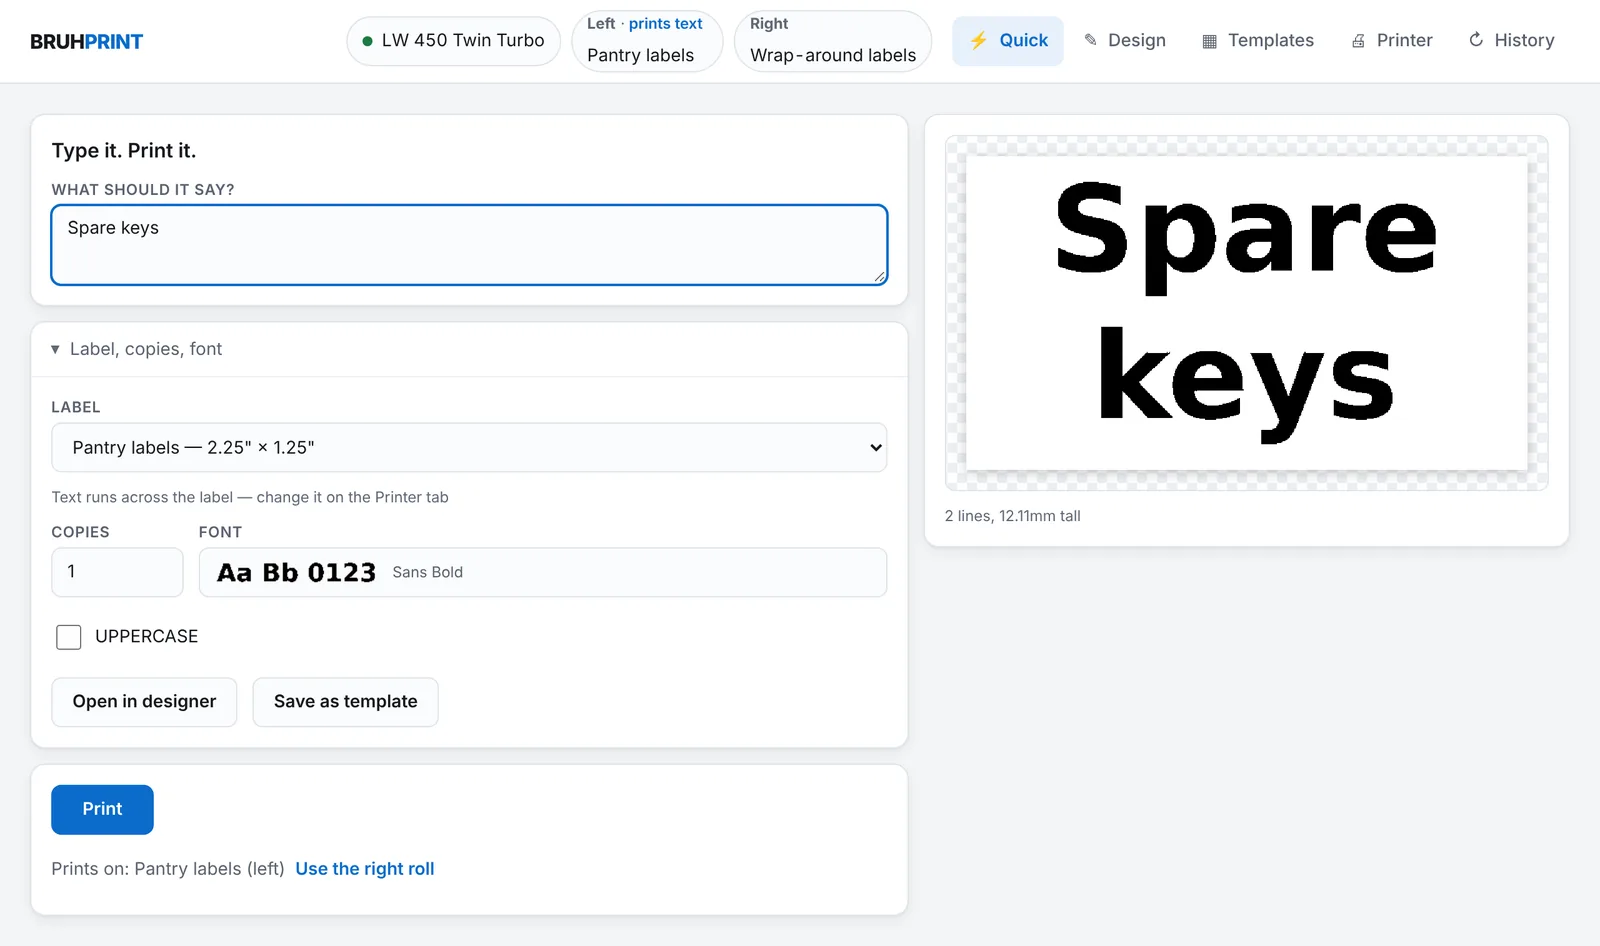 BRUHPRINT
LW 450 Twin Turbo
Left · prints text
Pantry labels
Right
Wrap-around labels
Quick
Design
Templates
Printer
History
Type it. Print it.
WHAT SHOULD IT SAY?
Spare keys
Label, copies, font
LABEL
Pantry labels — 2.25" × 1.25"
Text runs across the label — change it on the Printer tab
COPIES
FONT
1
Aa Bb 0123 Sans Bold
UPPERCASE
Open in designer
Save as template
Print
Prints on: Pantry labels (left) Use the right roll
Spare
keys
2 lines, 12.11mm tall